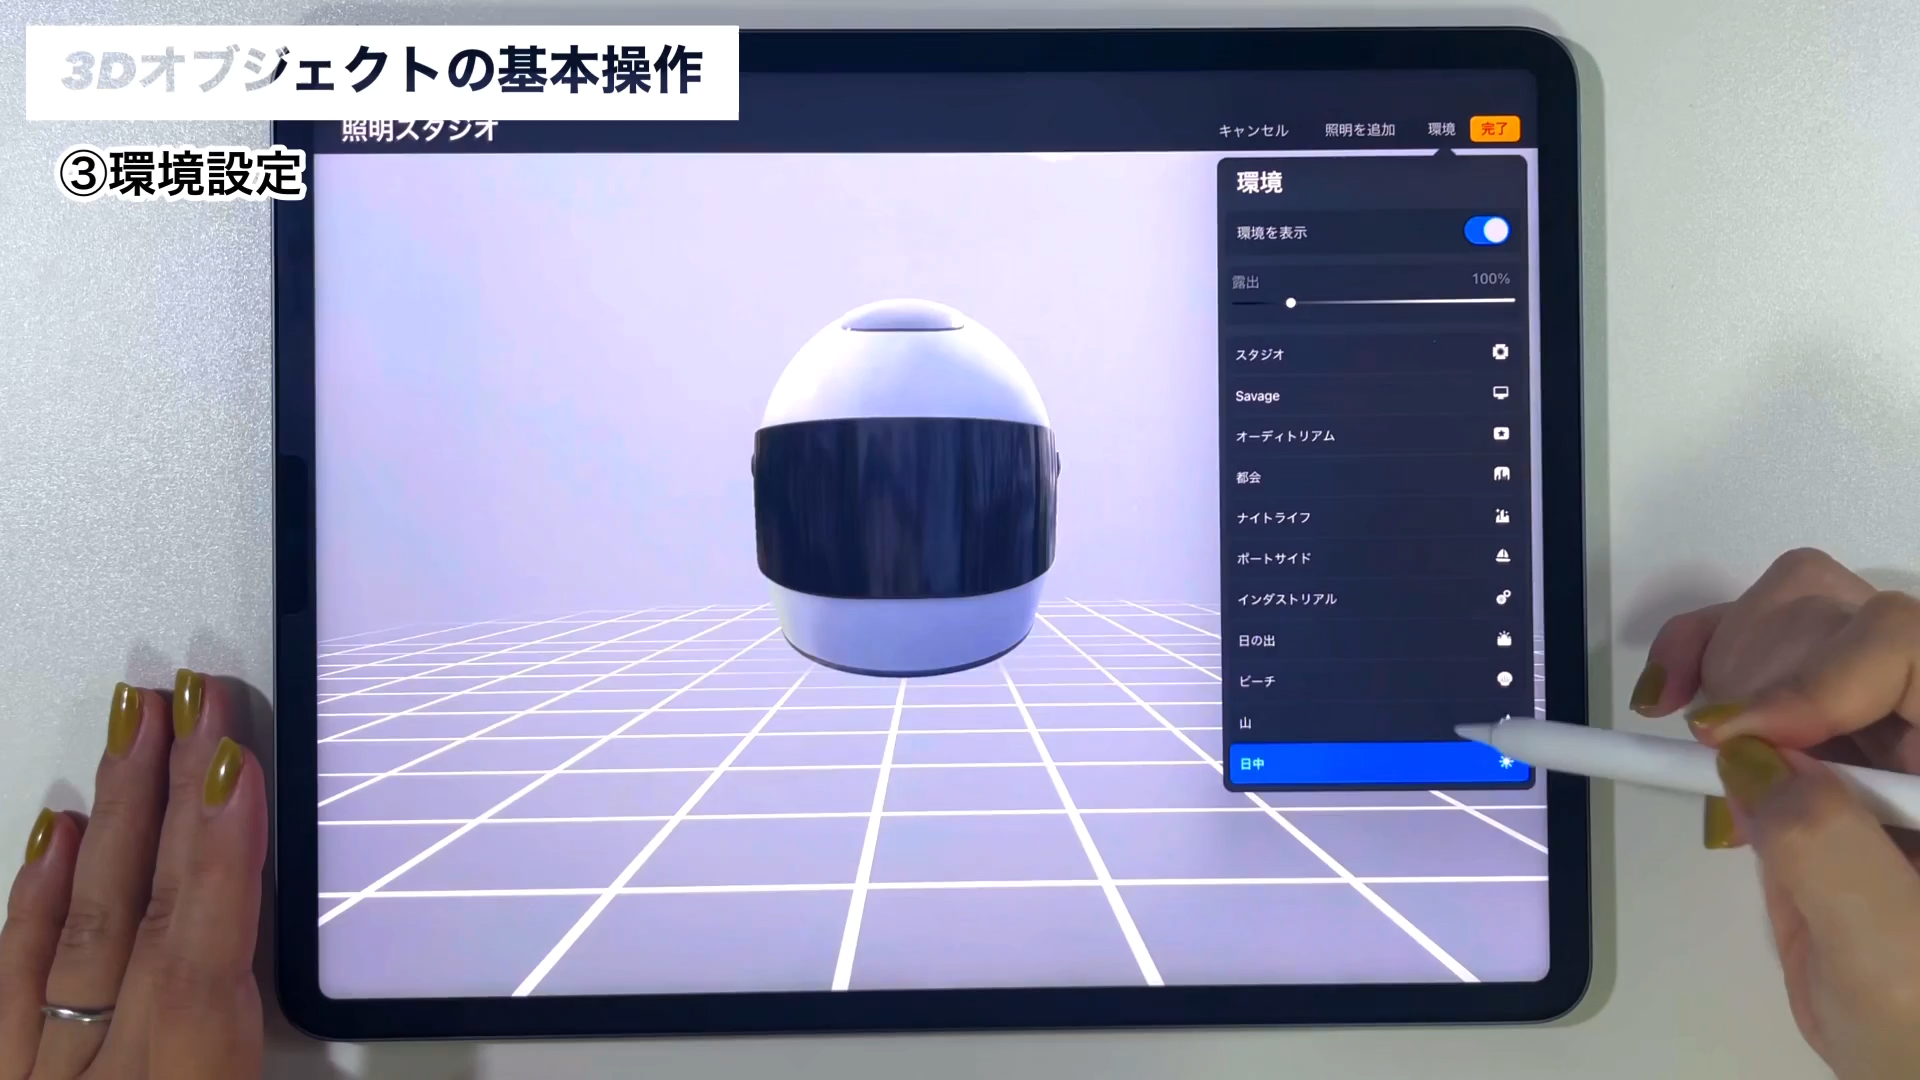 3Dオブジェクトの基本操作
③環境設定
照明スタジオ
キャンセル 照明を追加 環境 完了
環境
環境を表示
露出 100%
スタジオ
Savage
オーディトリアム
都会
ナイトライフ
ポートサイド
インダストリアル
日の出
ビーチ
山
日中